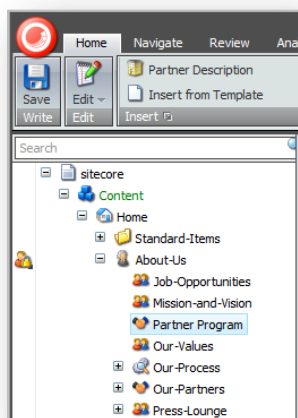 Home Navigate Review Ana
Save Edit Partner Description
Insert from Template
Write Edit Insert
Search
sitecore
Content
Home
Standard-Items
About-Us
Job-Opportunities
Mission-and-Vision
Partner Program
Our-Values
Our-Process
Our-Partners
Press-Lounge